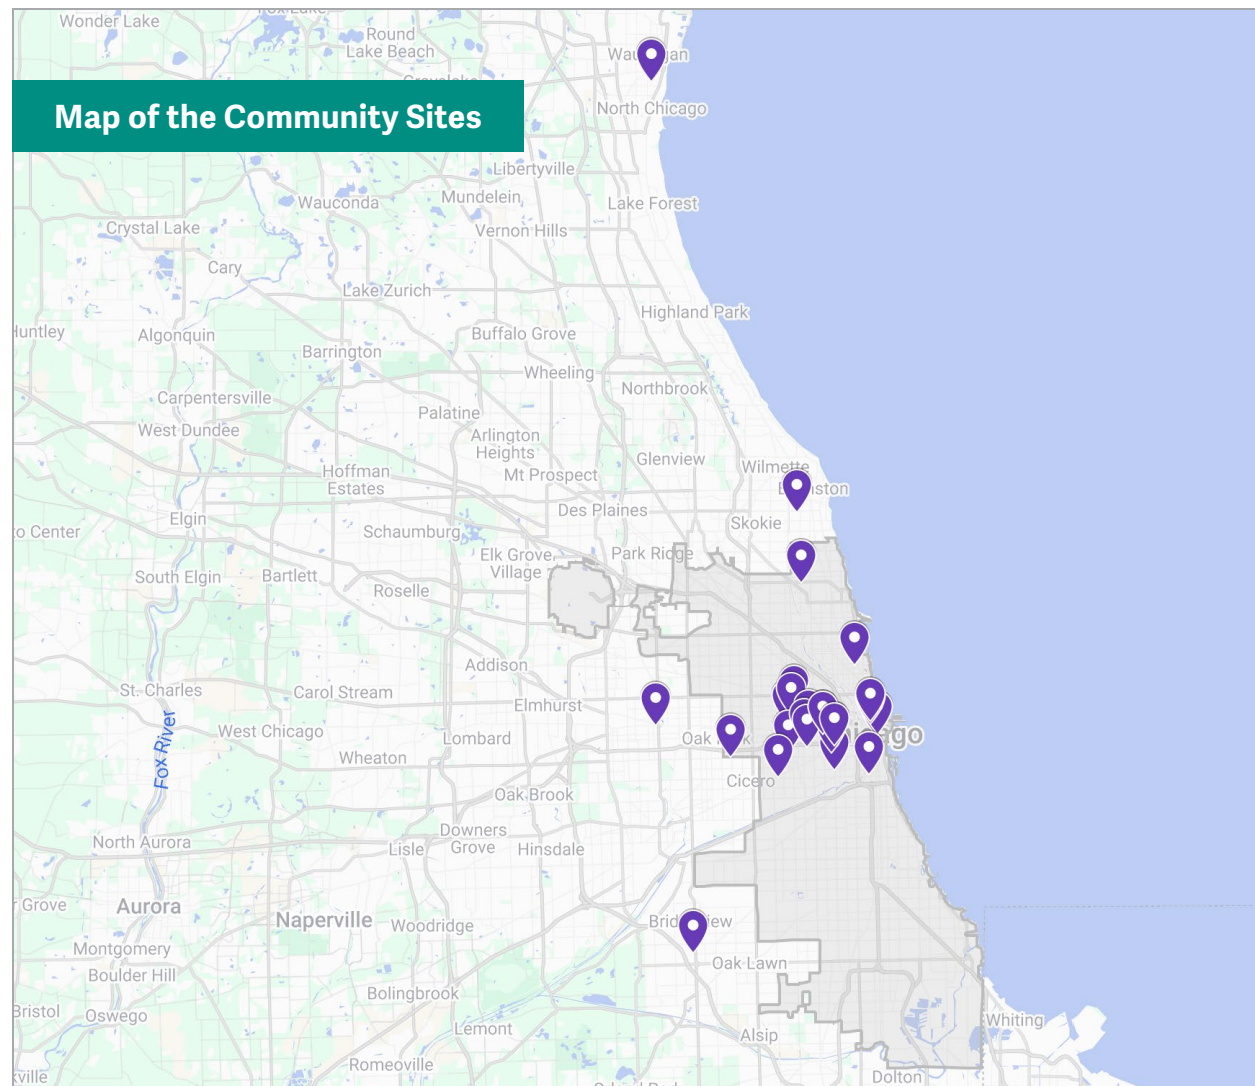 Wonder Lake
Round
Lake Beach
Map of the Community Sites
North Chicago
Libertyville
Wauconda
Mundelein
Lake Forest
Crystal Lake
Vernon Hills
Cary
Lake Zurich
Highland Park
Algonquin
Buffalo Grove
Barrington
Wheeling
Northbrook
Carpentersville
Palatine
West Dundee
Arlington
Heights
Glenview
Wilmette
Hoffman
Estates
Mt Prospect
Des Plaines
Elgin
Skokie
Schaumburg
Elk Grove
Village
Park Ridge
South Elgin
Bartlett
Roselle
Addison
St. Charles
Carol Stream
Elmhurst
West Chicago
Lombard
Oak
Fox River
Wheaton
Cicero
Oak Brook
North Aurora
Downers
Grove
Lisle
Hinsdale
Aurora
Naperville
Woodridge
Montgomery
Oak Lawn
Boulder Hill
Bolingbrook
Oswego
Whiting
Lemont
Alsip
Romeoville
Dolton